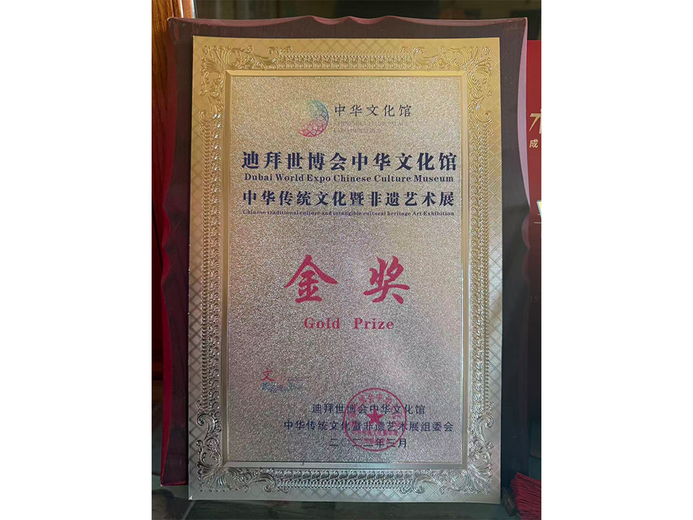 中华文化馆
迪拜世博会中华文化馆
Dubai World Expo Chinese Culture Museum
中华传统文化暨非遗艺术展
Chinese traditional culture and intangible cultural heritage Art Exhibition
金奖
Gold Prize
文
迪拜世博会中华文化馆
中华传统文化暨非遗艺术展组委会
成